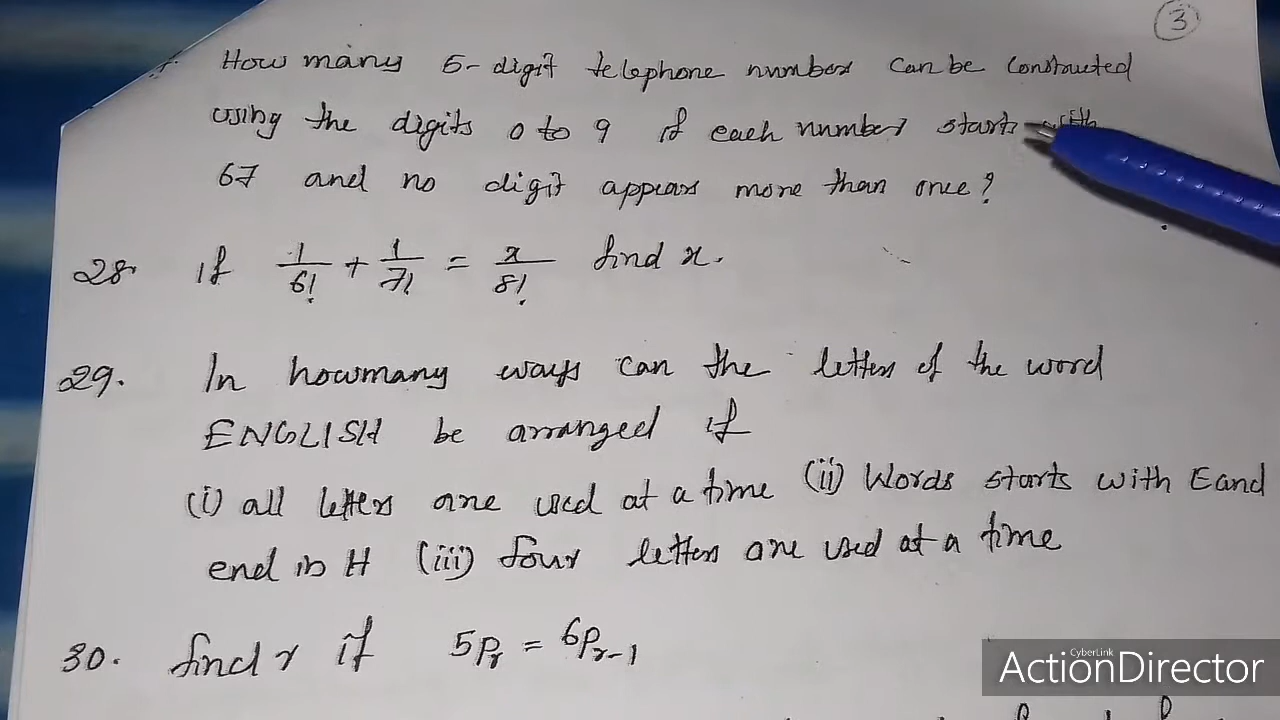 3
How many 5-digit telephone numbers can be constructed
using the digits 0 to 9 if each number starts with
67 and no digit appears more than once?
28. If 1/6! + 1/7! = x/8! find x.
29. In howmany ways can the letters of the word
ENGLISH be arranged if
(i) all letters are used at a time (ii) Words starts with E and
end in H (iii) four letters are used at a time
30. find r if 5Pr = 6Pr-1
CyberLink
ActionDirector